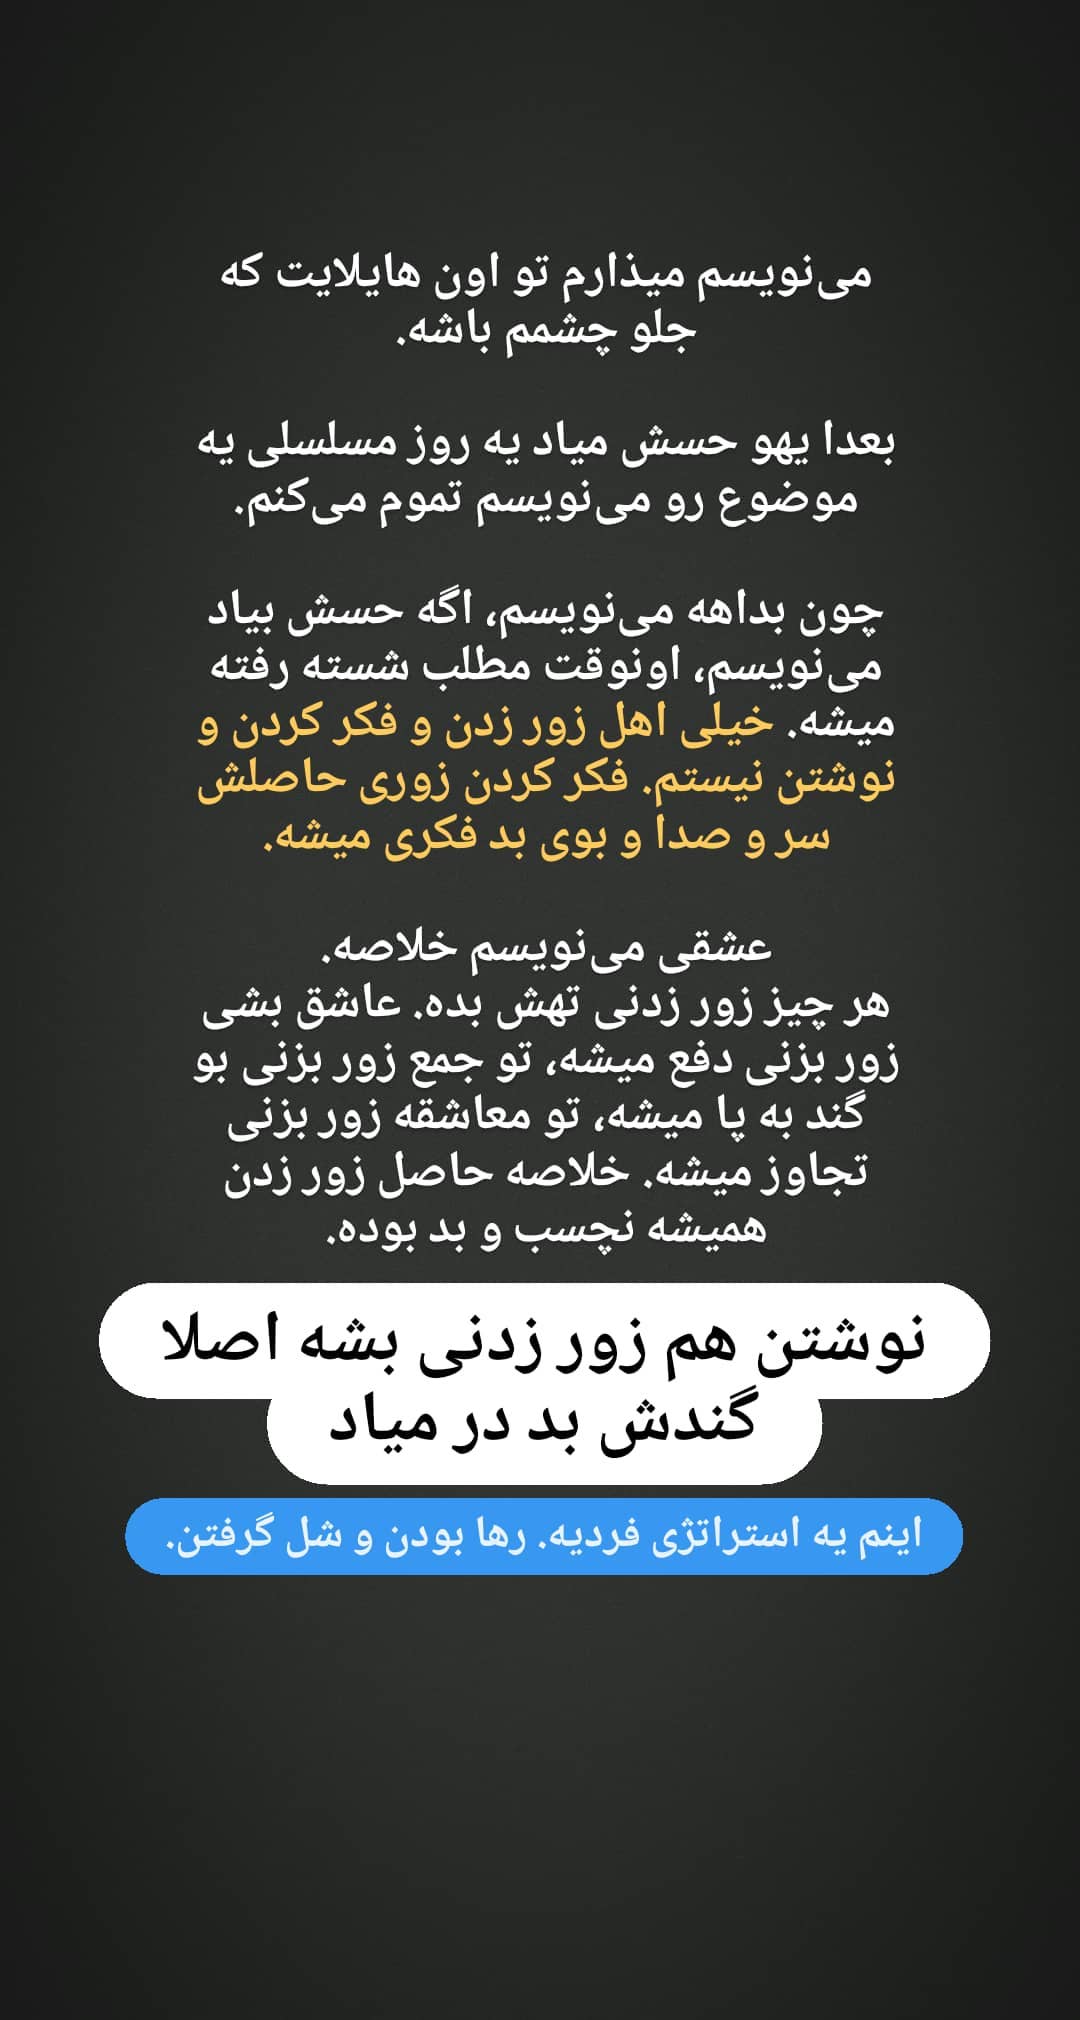 می‌نویسم میذارم تو اون هایلایت که
جلو چشمم باشه.
بعدا یهو حسش میاد یه روز مسلسلی یه
موضوع رو می‌نویسم تموم می‌کنم.
چون بداهه می‌نویسم، اگه حسش بیاد
می‌نویسم، اونوقت مطلب شسته رفته
میشه. خیلی اهل زور زدن و فکر کردن و
نوشتن نیستم. فکر کردن زوری حاصلش
سر و صدا و بوی بد فکری میشه.
عشقی می‌نویسم خلاصه.
هر چیز زور زدنی تهش بده. عاشق بشی
زور بزنی دفع میشه، تو جمع زور بزنی بو
گند به پا میشه، تو معاشقه زور بزنی
تجاوز میشه. خلاصه حاصل زور زدن
همیشه نچسب و بد بوده.
نوشتن هم زور زدنی بشه اصلا
گندش بد در میاد
اینم یه استراتژی فردیه. رها بودن و شل گرفتن.